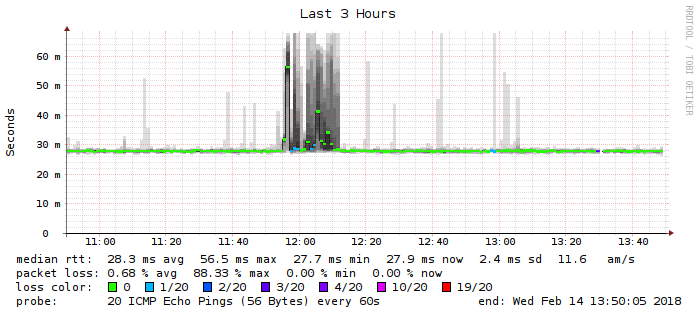 Last 3 Hours
RRDTOOL / TOBI OETIKER
Seconds
60 m
50 m
40 m
30 m
20 m
10 m
0
11:00 11:20 11:40 12:00 12:20 12:40 13:00 13:20 13:40
median rtt: 28.3 ms avg 56.5 ms max 27.7 ms min 27.9 ms now 2.4 ms sd 11.6 am/s
packet loss: 0.68 % avg 88.33 % max 0.00 % min 0.00 % now
loss color: 0 1/20 2/20 3/20 4/20 10/20 19/20
probe: 20 ICMP Echo Pings (56 Bytes) every 60s end: Wed Feb 14 13:50:05 2018